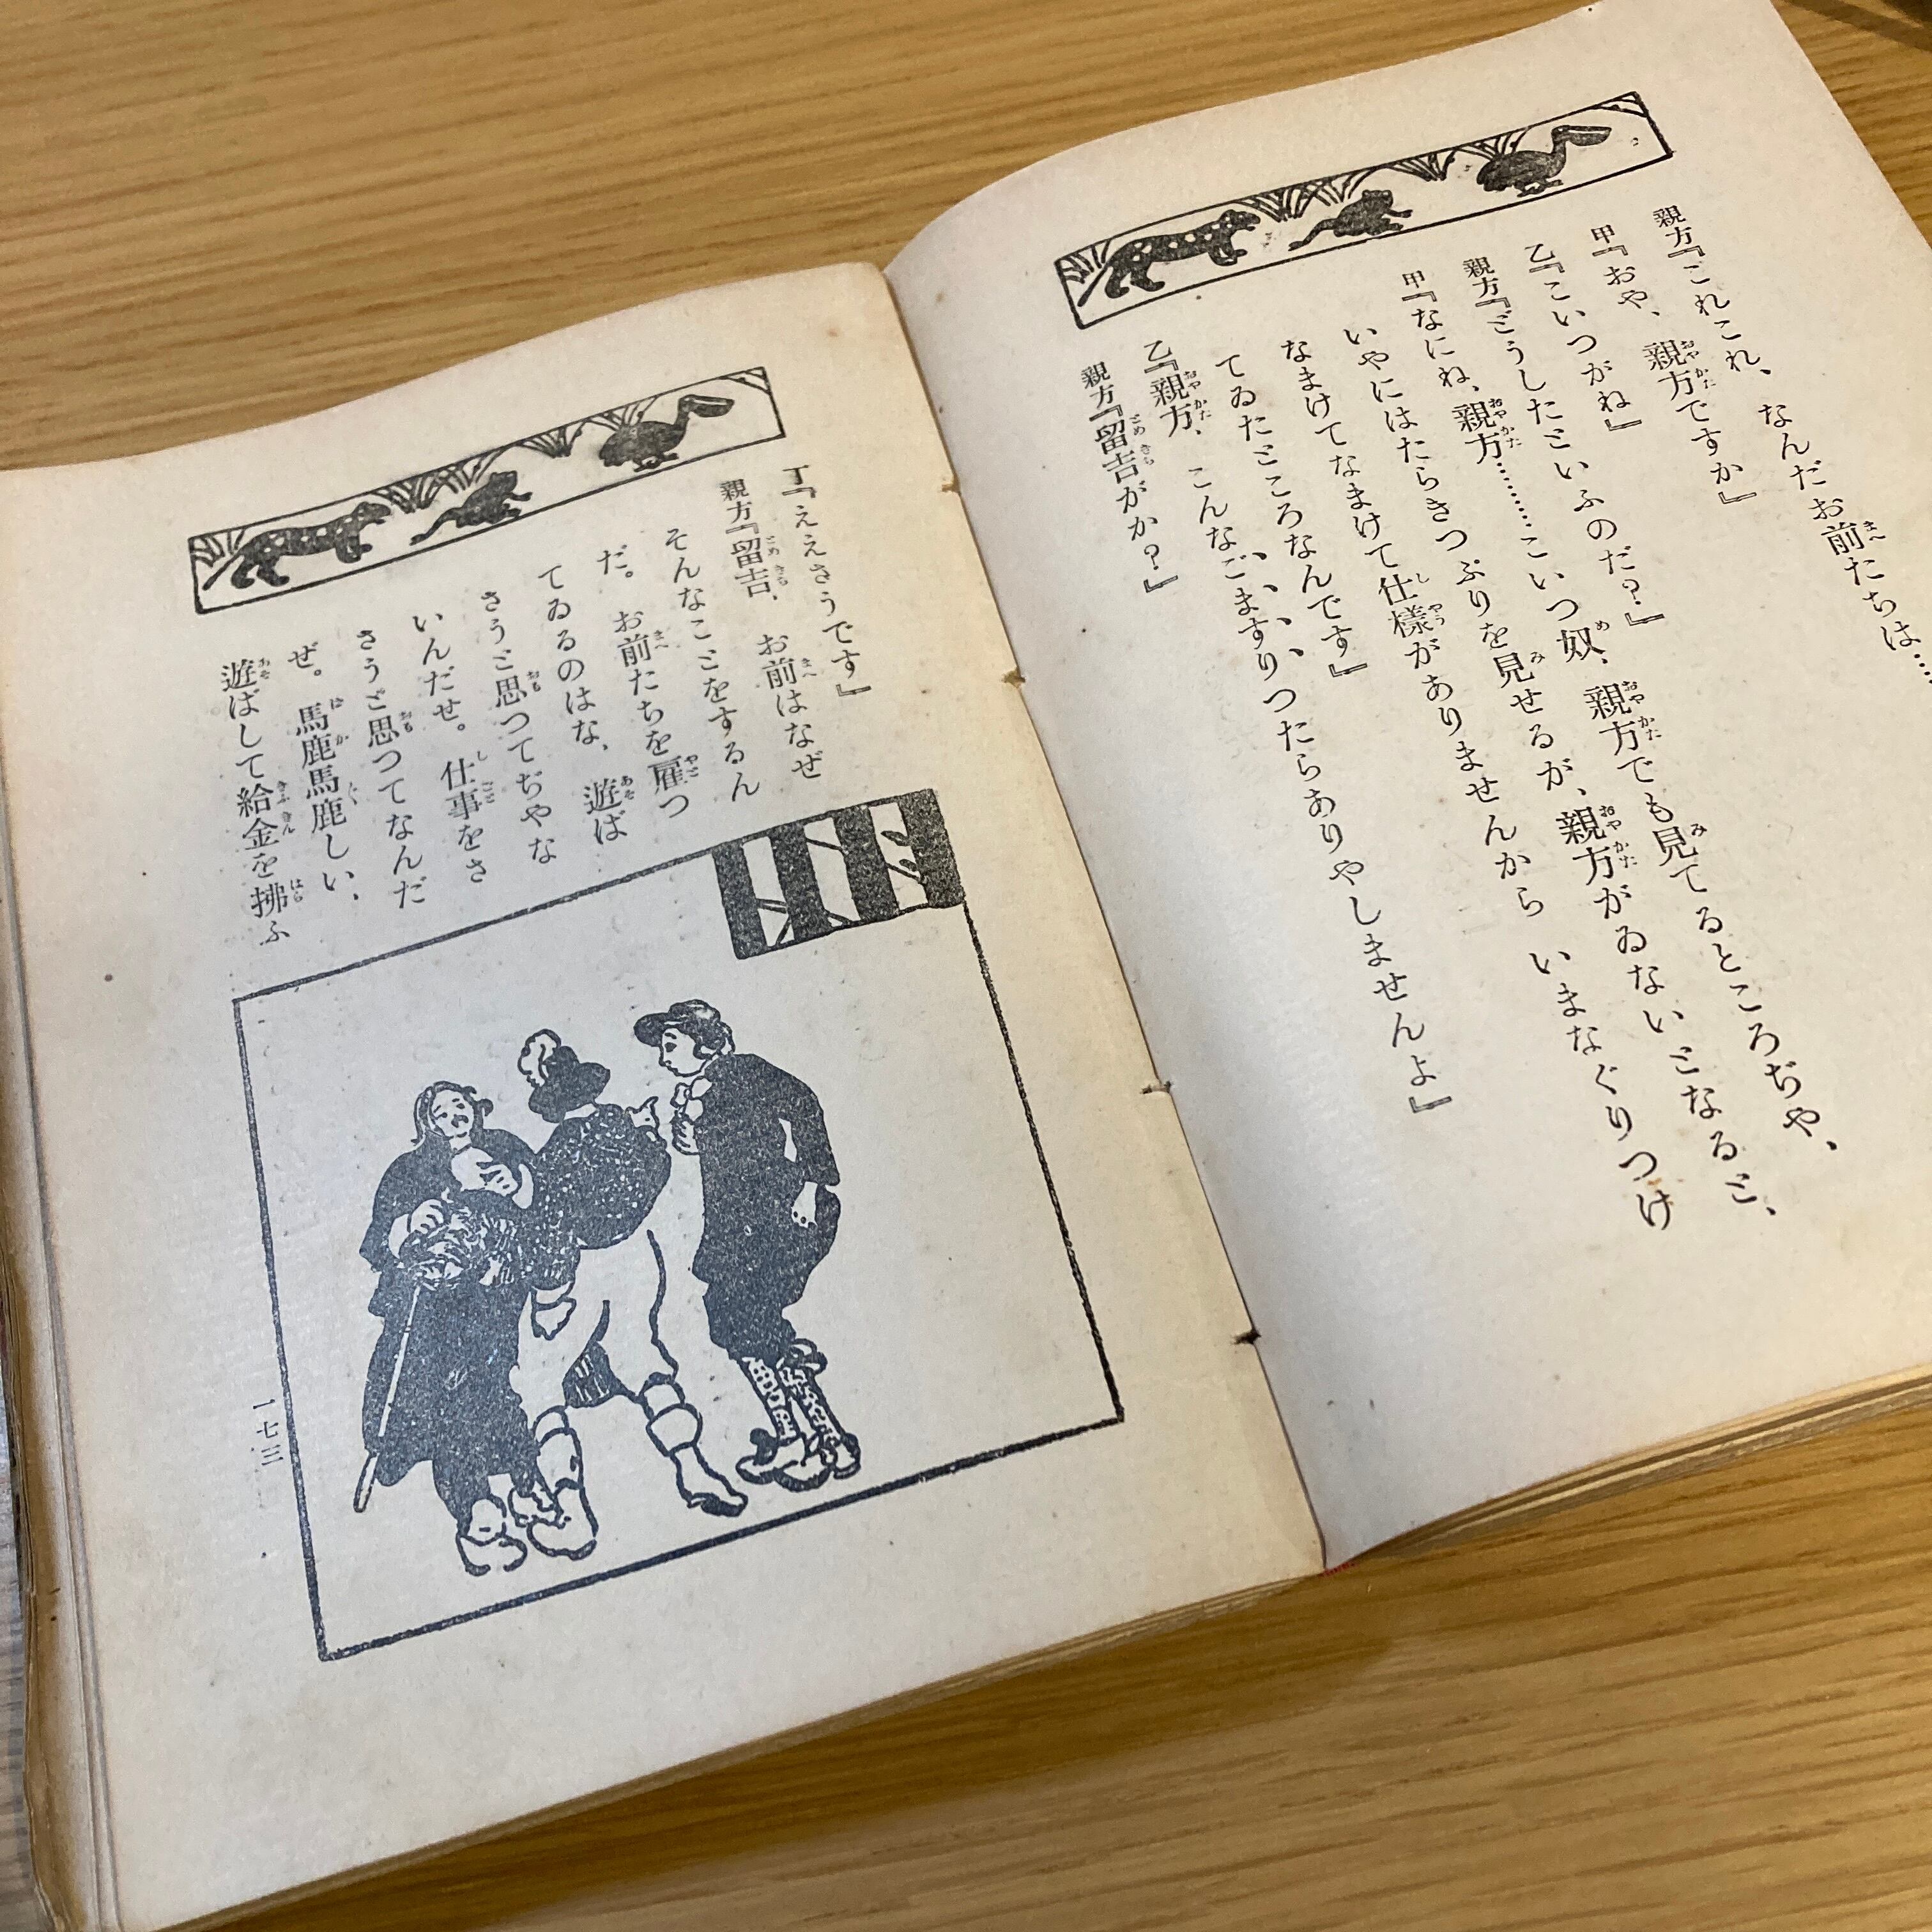 親方『これこれ、なんだお前たちは…
甲『おや、親方ですか』
乙『こいつがね』
親方『どうしたといふのだ?』
甲『なにね、親方………こいつ奴、親方でも見てるところぢや、
いやにはたらきつぷりを見せるが、親方がゐないとなると、
なまけてなまけて仕様がありませんから いまなぐりつけ
てゐたところなんです』
乙『親方、こんなごますりつたらありやしませんよ』
親方『留吉がか?』
丁『ええさうです』
親方『留吉、お前はなぜ
そんなことをするん
だ。お前たちを雇つ
てゐるのはな、遊ば
さうと思つてぢやな
いんだぜ。仕事をさ
さうと思つてなんだ
ぜ。馬鹿馬鹿しい、
遊ばして給金を拂ふ
一七三